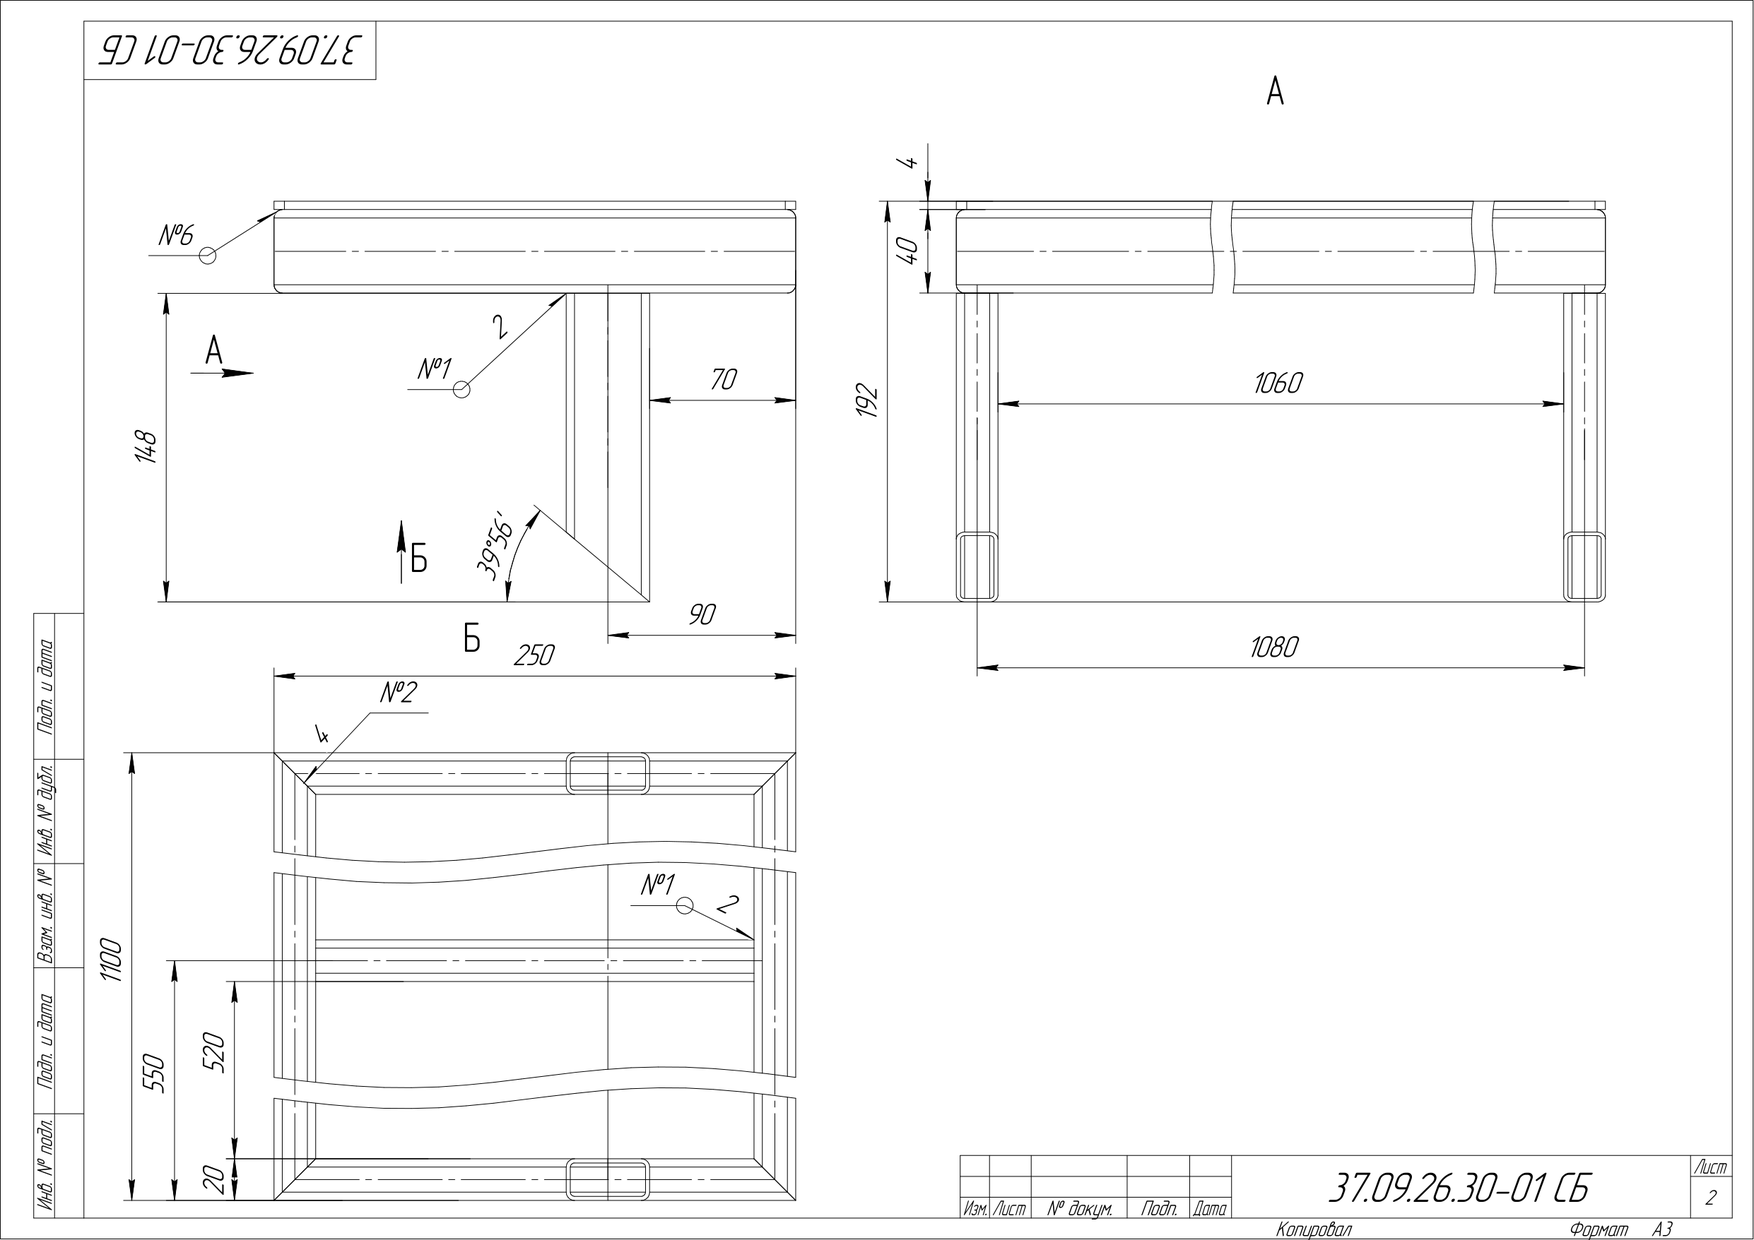 37.09.26.30-01 СБ
А
№6
4
40
192
1060
1080
А
№1
2
70
148
39°56'
Б
90
Б
250
№2
4
№1
2
1100
550
520
20
Подп. и дата
Инв. № дубл.
Взам. инв. №
Подп. и дата
Инв. № подл.
Изм. Лист № докум. Подп. Дата
37.09.26.30-01 СБ
Лист
2
Копировал Формат А3